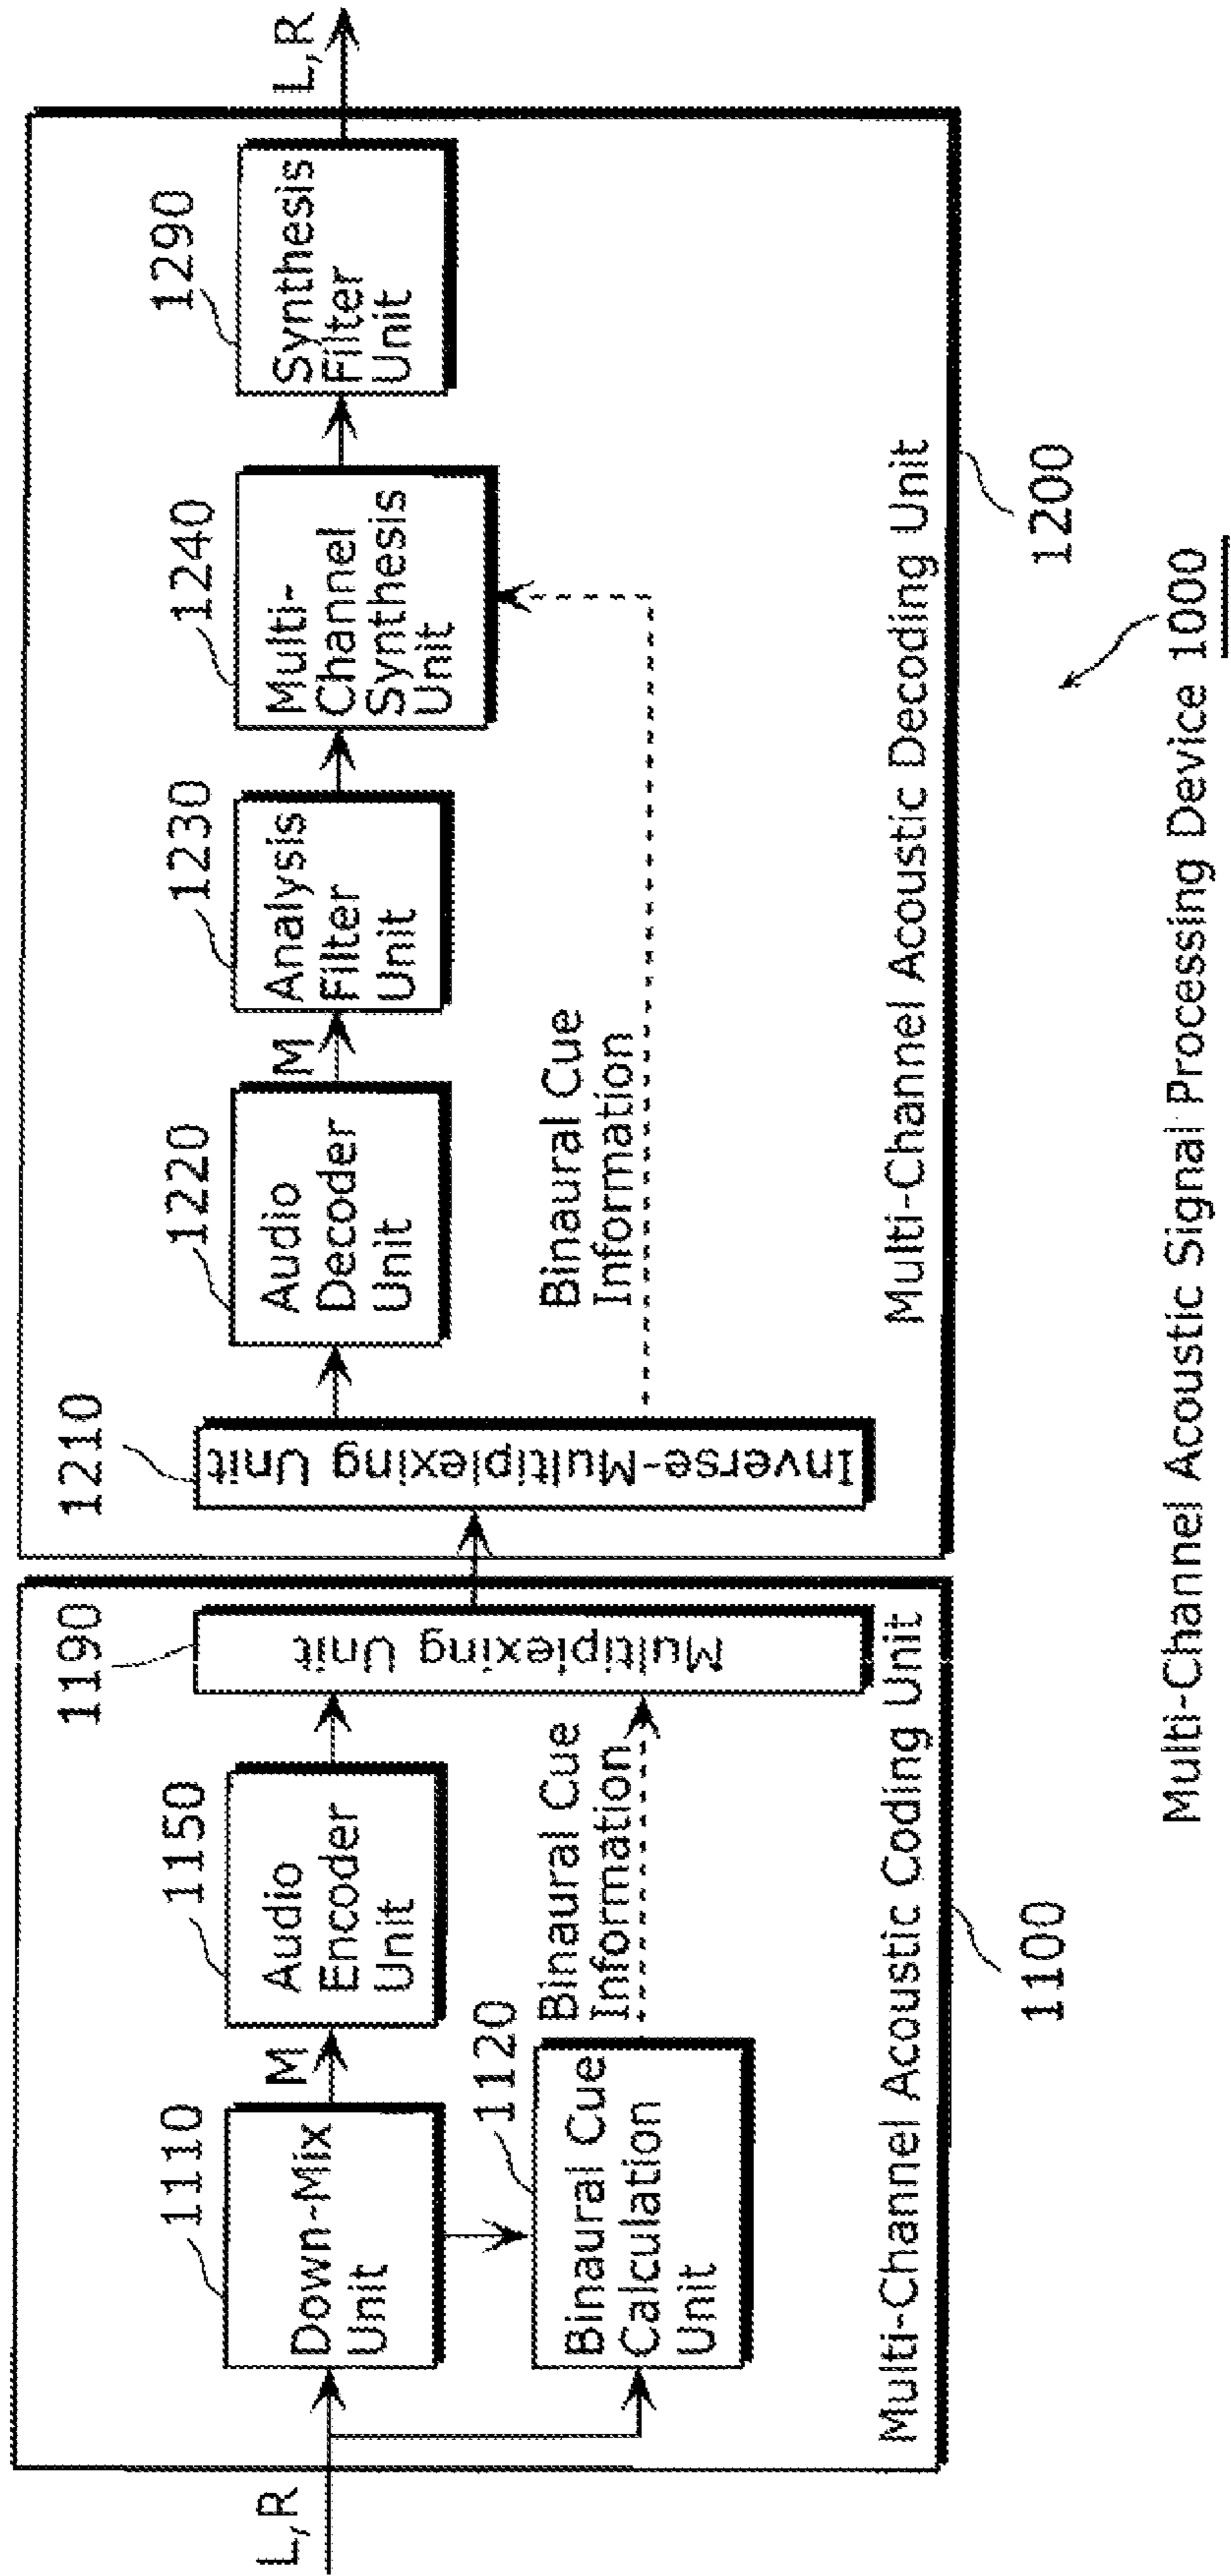 L,R
1110
Down-Mix
Unit
M
1150
Audio
Encoder
Unit
1120
Binaural Cue
Calculation
Unit
Binaural Cue
Information
1190
Multiplexing Unit
Multi-Channel Acoustic Coding Unit
1100
1210
Inverse-Multiplexing Unit
1220
Audio
Decoder
Unit
M
1230
Analysis
Filter
Unit
1240
Multi-
Channel
Synthesis
Unit
1290
Synthesis
Filter
Unit
L,R
Binaural Cue
Information
Multi-Channel Acoustic Decoding Unit
1200
Multi-Channel Acoustic Signal Processing Device 1000